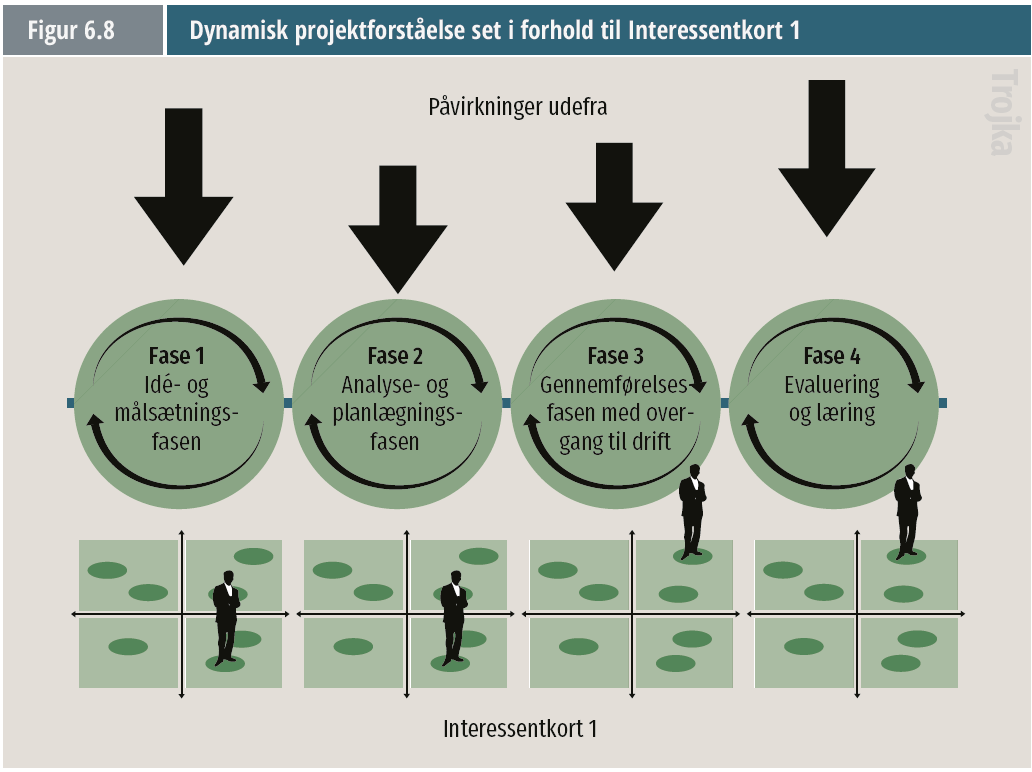 Figur 6.8
Dynamisk projektforståelse set i forhold til Interessentkort 1
Trojka
Påvirkninger udefra
Fase 1
Idé- og
målsætnings-
fasen
Fase 2
Analyse- og
planlægnings-
fasen
Fase 3
Gennemførelses-
fasen med over-
gang til drift
Fase 4
Evaluering
og læring
Interessentkort 1